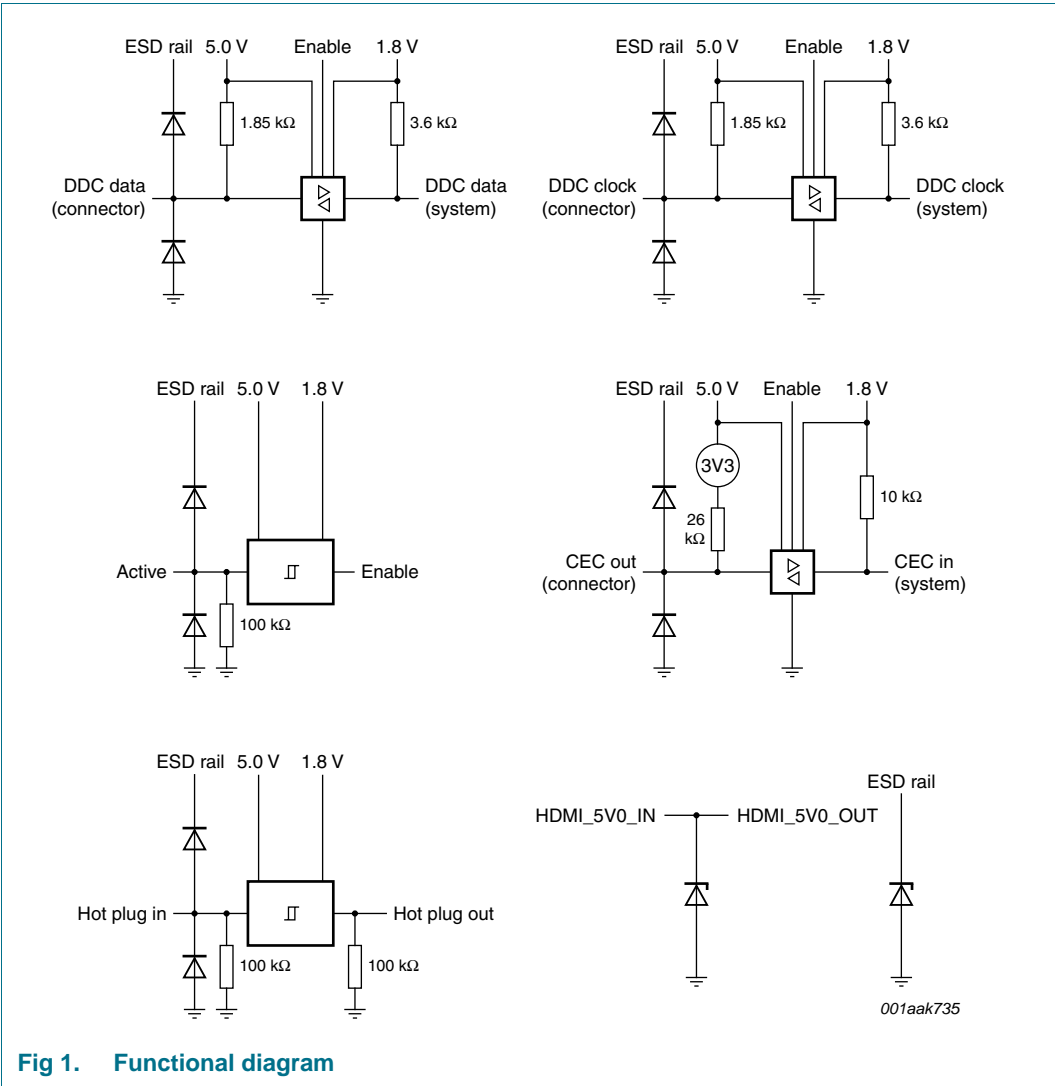 ESD rail 5.0 V Enable 1.8 V
1.85 kΩ 3.6 kΩ
DDC data
(connector)
DDC data
(system)
ESD rail 5.0 V Enable 1.8 V
1.85 kΩ 3.6 kΩ
DDC clock
(connector)
DDC clock
(system)
ESD rail 5.0 V 1.8 V
Active Enable
100 kΩ
ESD rail 5.0 V Enable 1.8 V
3V3
26
kΩ
10 kΩ
CEC out
(connector)
CEC in
(system)
ESD rail 5.0 V 1.8 V
Hot plug in Hot plug out
100 kΩ 100 kΩ
ESD rail
HDMI_5V0_IN HDMI_5V0_OUT
001aak735
Fig 1. Functional diagram